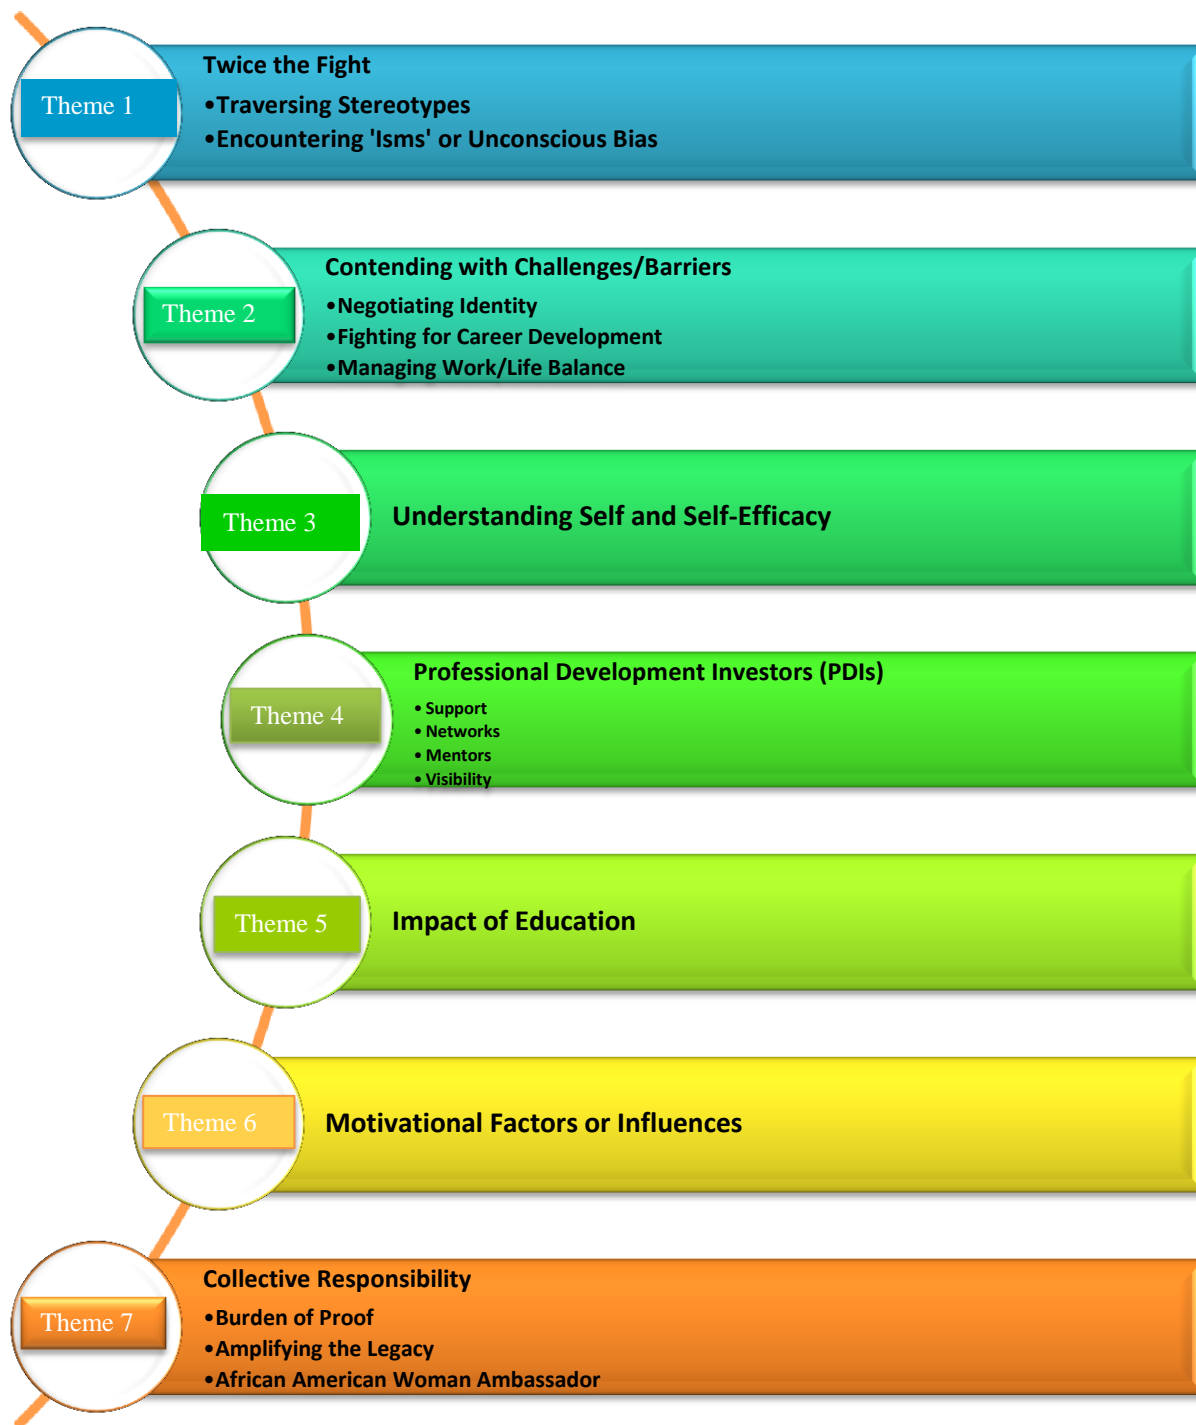 Theme 1
Twice the Fight
•Traversing Stereotypes
•Encountering 'Isms' or Unconscious Bias
Theme 2
Contending with Challenges/Barriers
•Negotiating Identity
•Fighting for Career Development
•Managing Work/Life Balance
Theme 3
Understanding Self and Self-Efficacy
Theme 4
Professional Development Investors (PDIs)
• Support
• Networks
• Mentors
• Visibility
Theme 5
Impact of Education
Theme 6
Motivational Factors or Influences
Theme 7
Collective Responsibility
•Burden of Proof
•Amplifying the Legacy
•African American Woman Ambassador